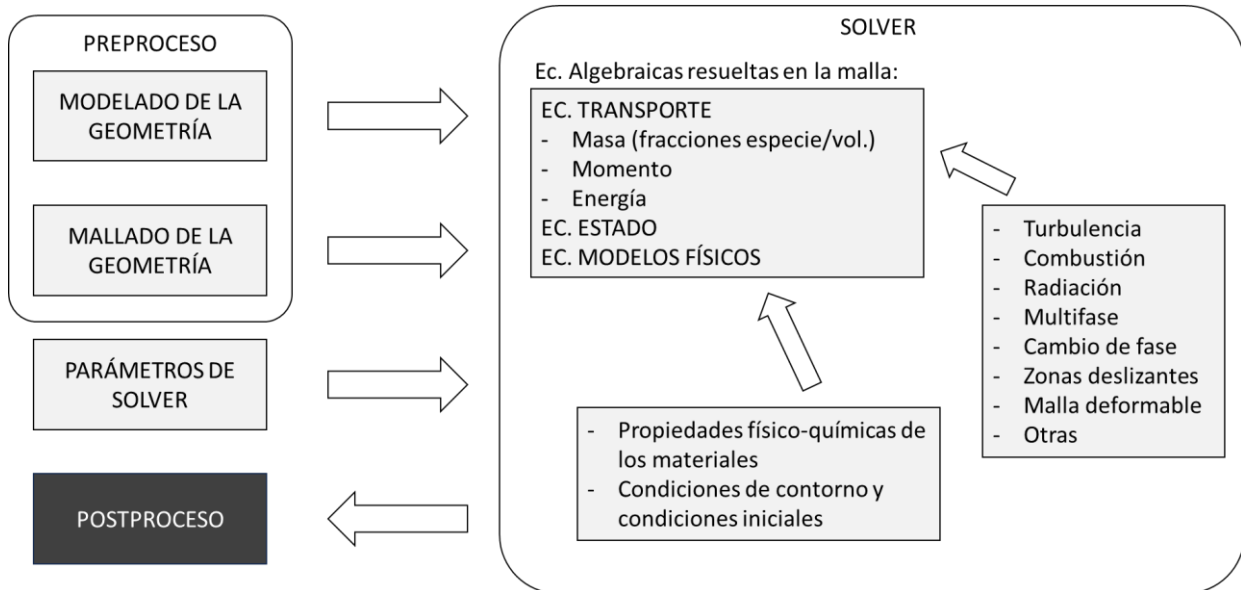 PREPROCESO
MODELADO DE LA
GEOMETRÍA
MALLADO DE LA
GEOMETRÍA
PARÁMETROS DE
SOLVER
POSTPROCESO
SOLVER
Ec. Algebraicas resueltas en la malla:
EC. TRANSPORTE
- Masa (fracciones especie/vol.)
- Momento
- Energía
EC. ESTADO
EC. MODELOS FÍSICOS
- Turbulencia
- Combustión
- Radiación
- Multifase
- Cambio de fase
- Zonas deslizantes
- Malla deformable
- Otras
- Propiedades físico-químicas de
los materiales
- Condiciones de contorno y
condiciones iniciales